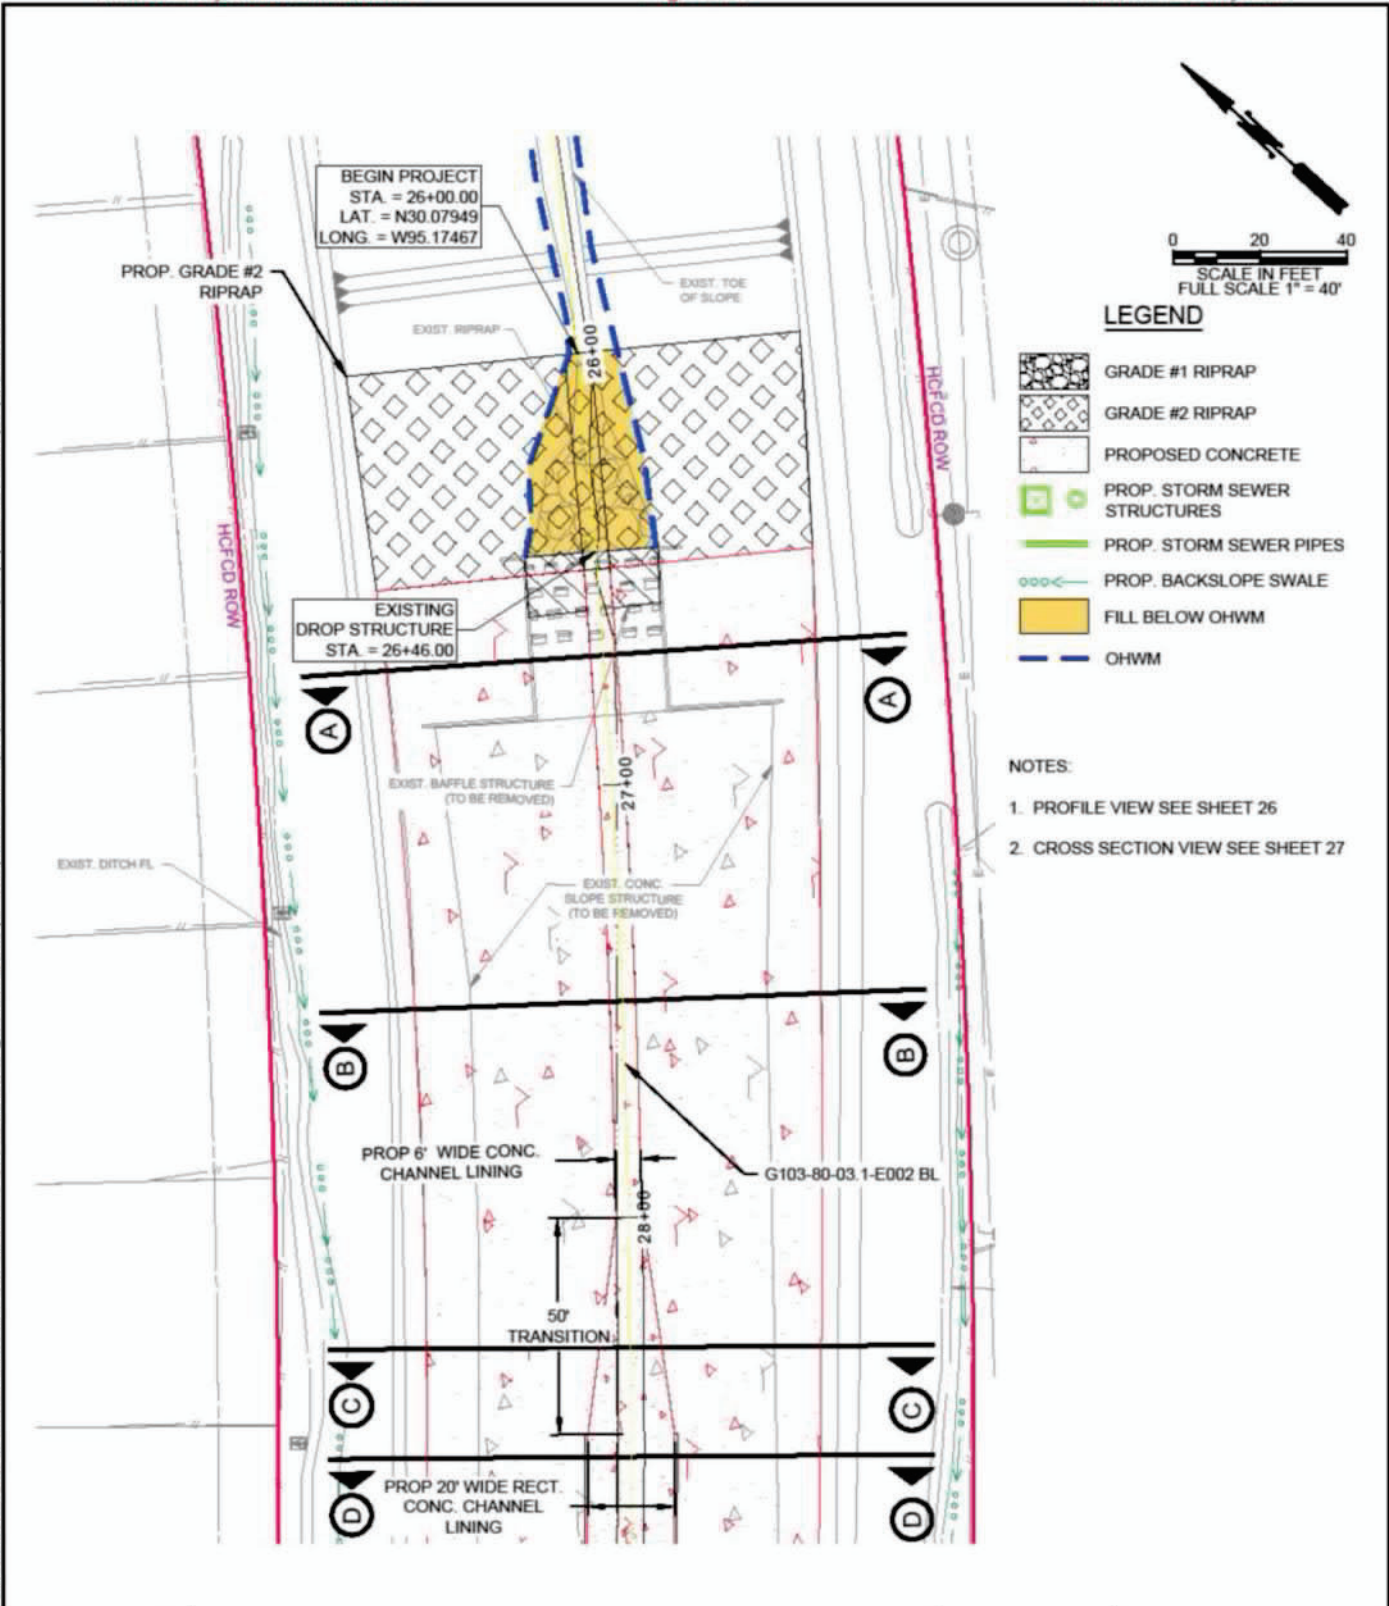 BEGIN PROJECT
STA. = 26+00.00
LAT. = N30.07949
LONG. = W95.17467
PROP. GRADE #2
RIPRAP
EXIST. TOE
OF SLOPE
EXIST. RIPRAP
26+00
HCFCD ROW
HCFCD ROW
EXISTING
DROP STRUCTURE
STA. = 26+46.00
A
A
EXIST. BAFFLE STRUCTURE
(TO BE REMOVED)
27+00
EXIST. DITCH FL
EXIST. CONC.
SLOPE STRUCTURE
(TO BE REMOVED)
B
B
PROP 6' WIDE CONC.
CHANNEL LINING
G103-80-03.1-E002 BL
28+00
50'
TRANSITION
C
C
PROP 20' WIDE RECT.
CONC. CHANNEL
LINING
D
D
0 20 40
SCALE IN FEET
FULL SCALE 1" = 40'
LEGEND
GRADE #1 RIPRAP
GRADE #2 RIPRAP
PROPOSED CONCRETE
PROP. STORM SEWER
STRUCTURES
PROP. STORM SEWER PIPES
PROP. BACKSLOPE SWALE
FILL BELOW OHWM
OHWM
NOTES:
1. PROFILE VIEW SEE SHEET 26
2. CROSS SECTION VIEW SEE SHEET 27